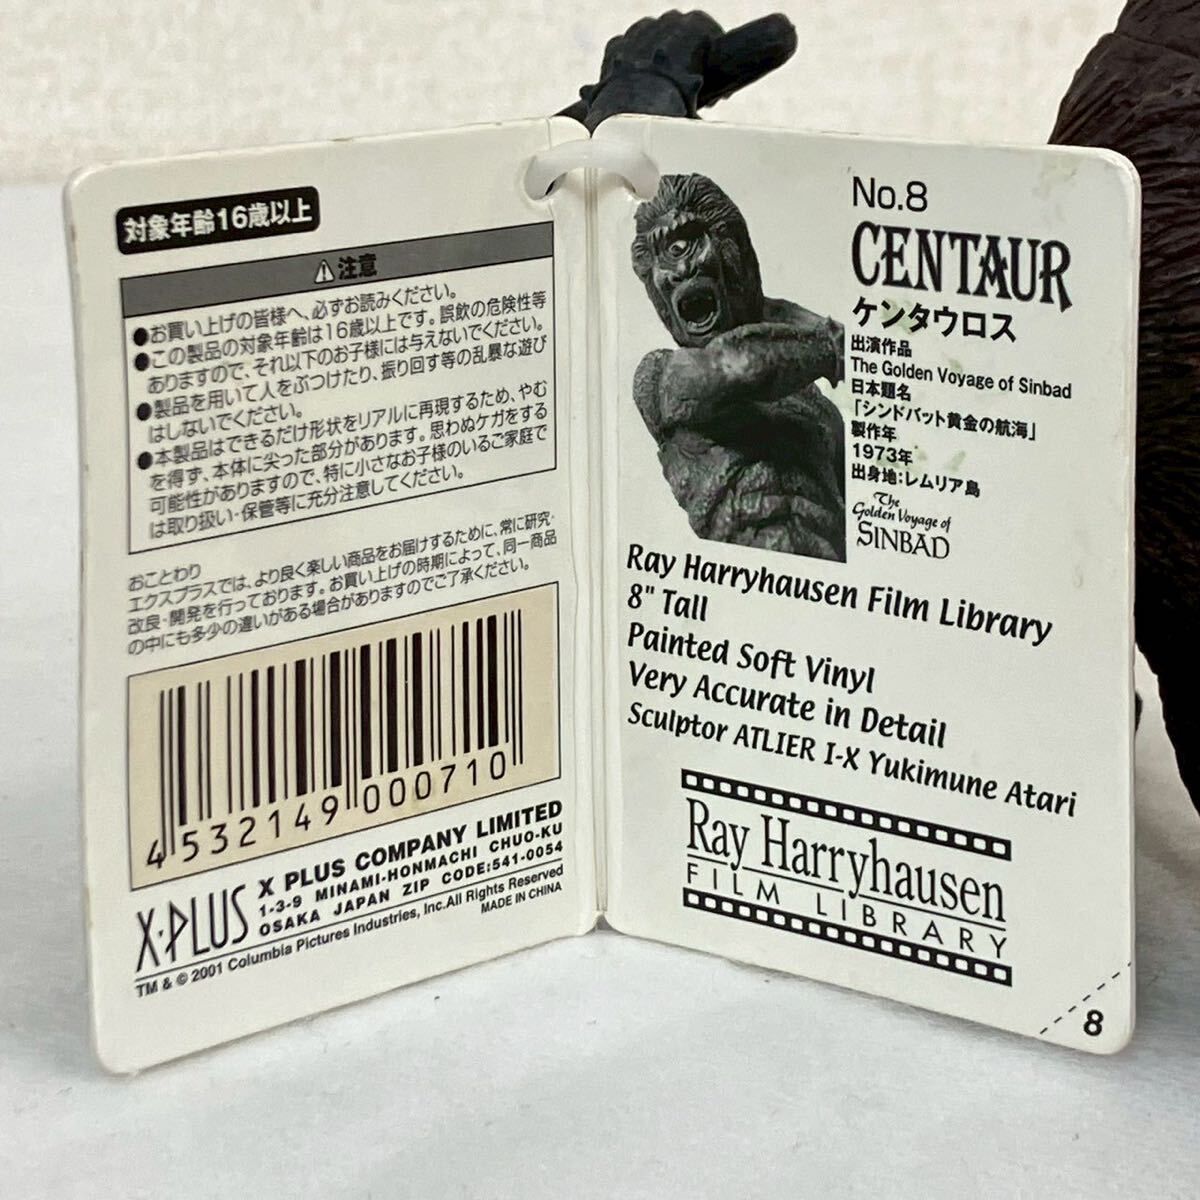 対象年齢16歳以上
⚠注意
●お買い上げの皆様へ、必ずお読みください。
●この製品の対象年齢は16歳以上です。誤飲の危険性等
ありますので、それ以下のお子様には与えないでください。
●製品を用いて人をぶつけたり、振り回す等の乱暴な遊び
はしないでください。
●本製品はできるだけ形状をリアルに再現するため、やむ
を得ず、本体に尖った部分があります。思わぬケガをする
可能性がありますので、特に小さなお子様のいるご家庭で
は取り扱い・保管等に充分注意してください。
おことわり
エクスプラスでは、より良く楽しい商品をお届けするために、常に研究・
改良・開発を行っております。お買い上げの時期によって、同一商品
の中にも多少の違いがある場合がありますのでご了承ください。
4 532149 000710
X·PLUS
X PLUS COMPANY LIMITED
1-3-9 MINAMI-HONMACHI CHUO-KU
OSAKA JAPAN ZIP CODE:541-0054
TM & © 2001 Columbia Pictures Industries, Inc.All Rights Reserved
MADE IN CHINA
No.8
CENTAUR
ケンタウロス
出演作品
The Golden Voyage of Sinbad
日本題名
「シンドバット黄金の航海」
製作年
1973年
出身地:レムリア島
The
Golden Voyage of
SINBAD
Ray Harryhausen Film Library
8" Tall
Painted Soft Vinyl
Very Accurate in Detail
Sculptor ATLIER I-X Yukimune Atari
Ray Harryhausen
FILM LIBRARY
8